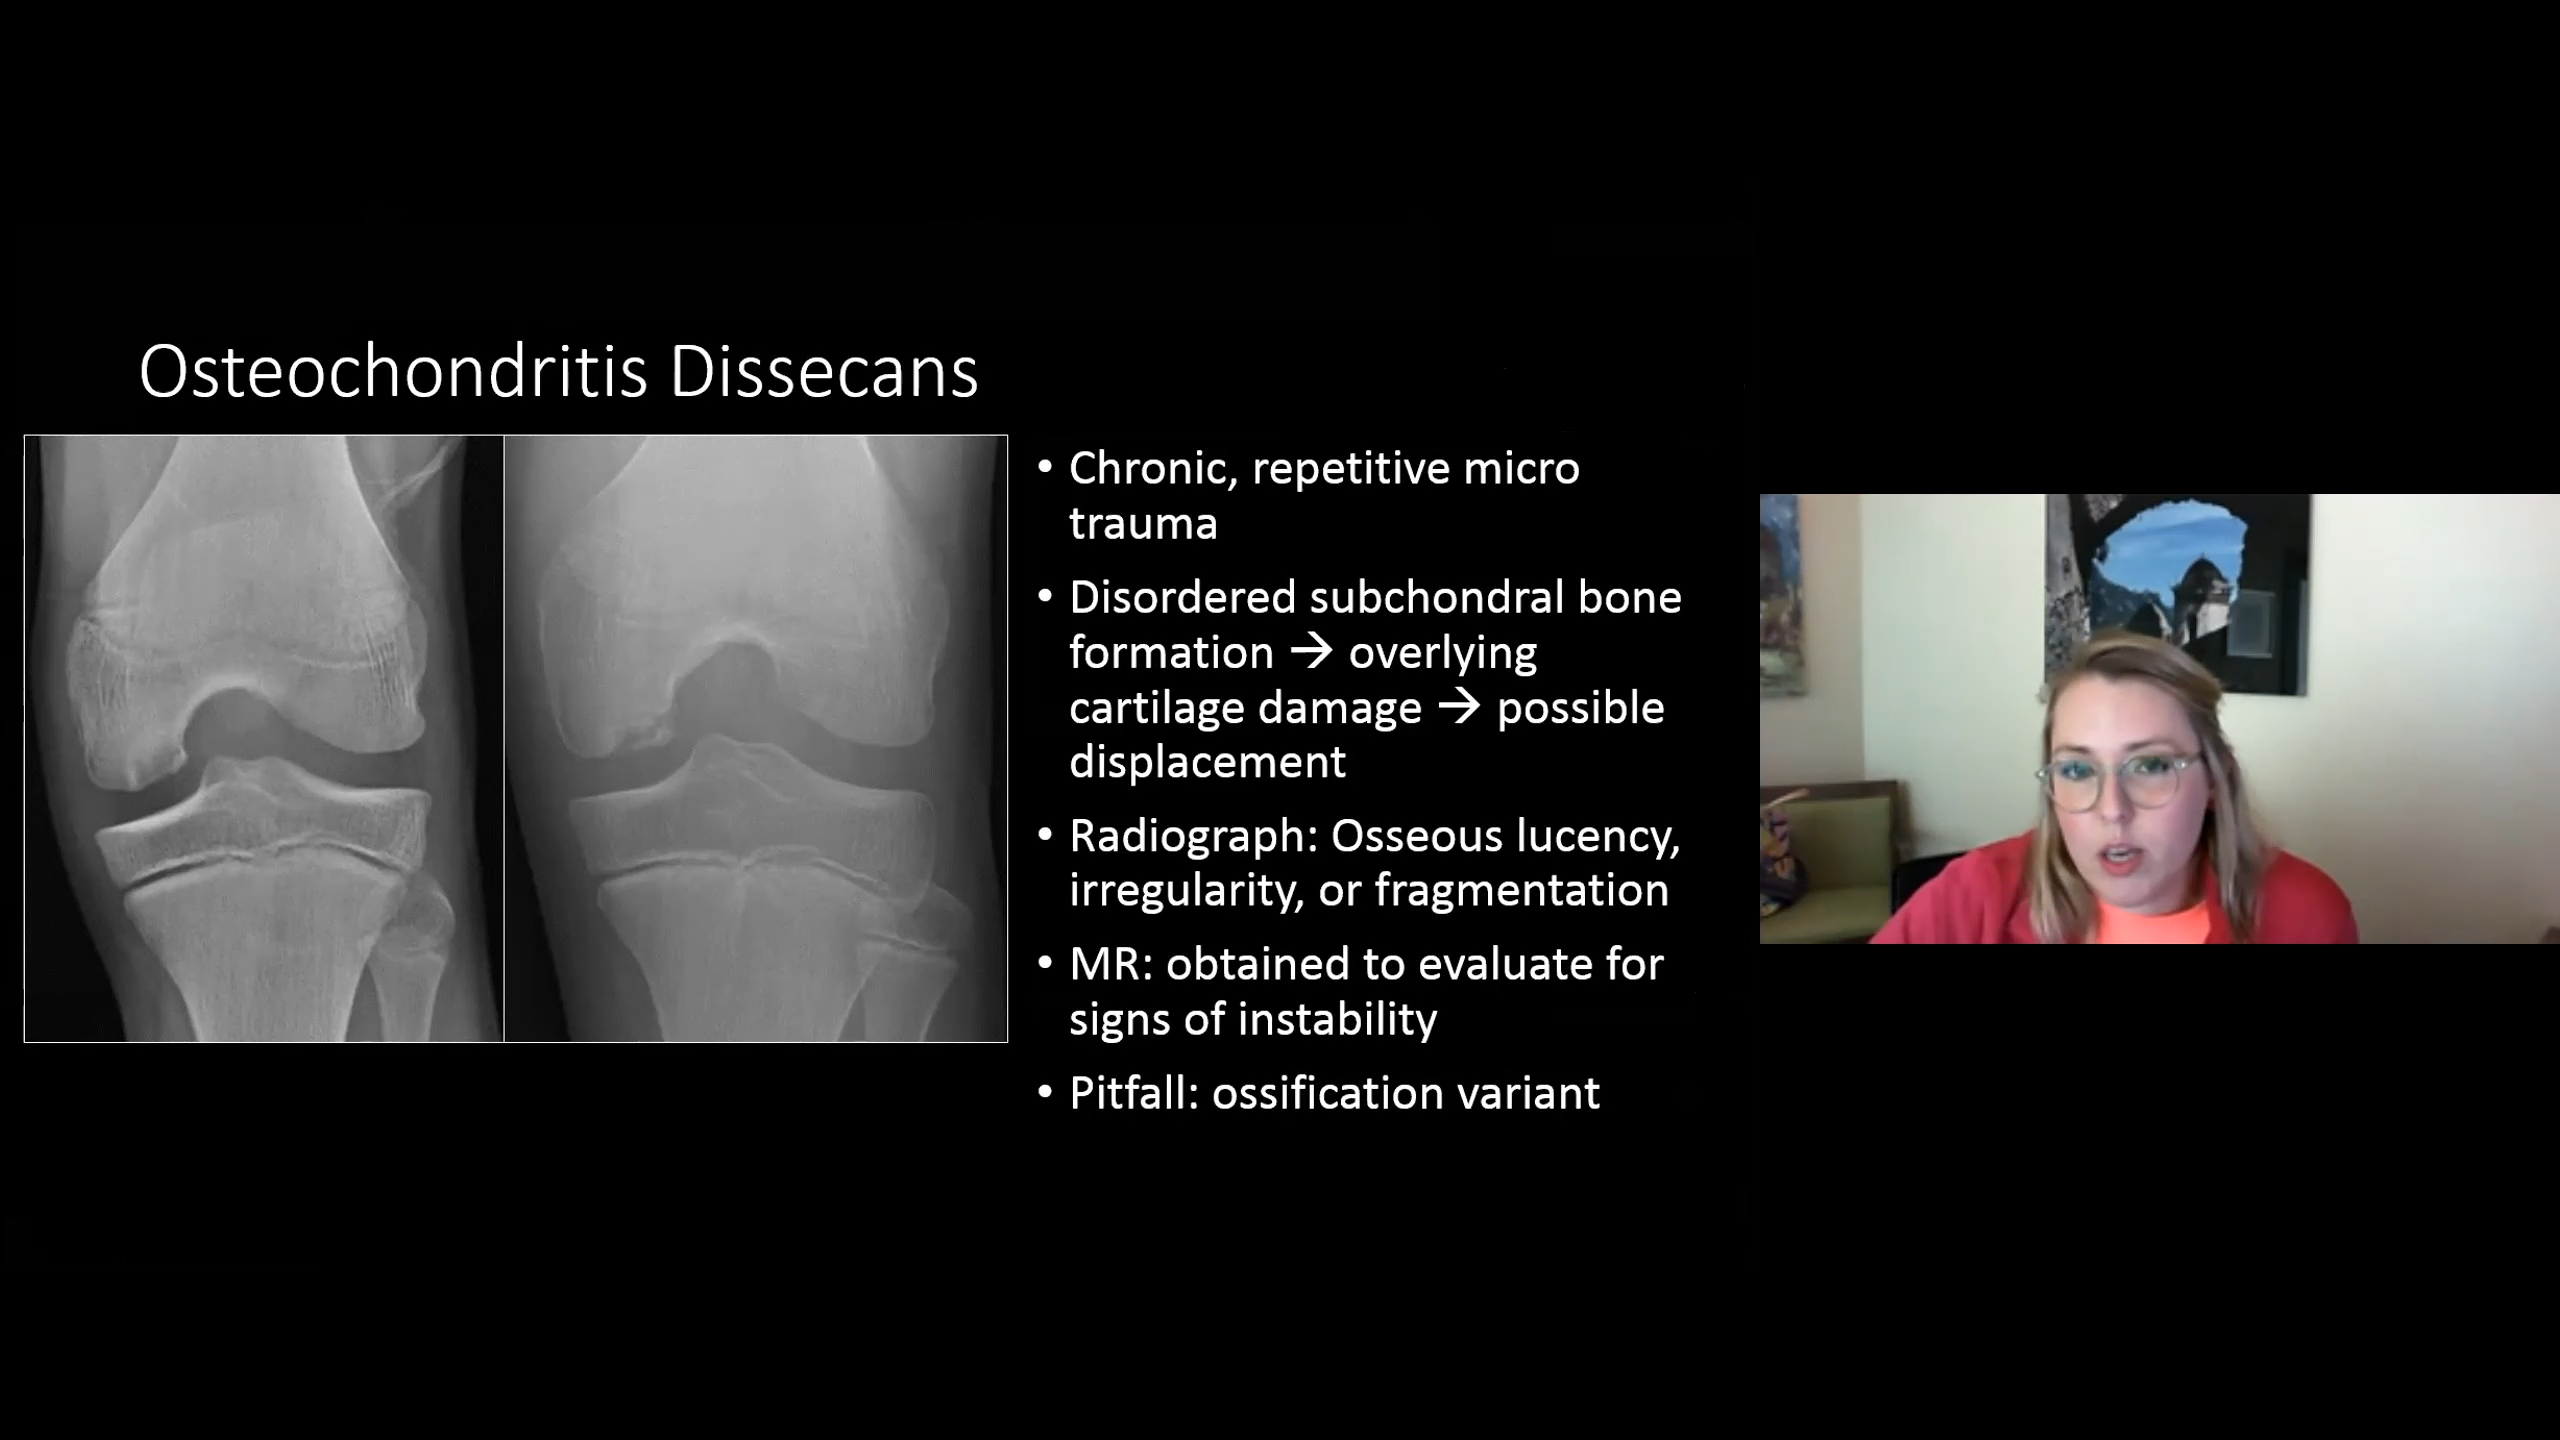 Osteochondritis Dissecans
• Chronic, repetitive micro
trauma
• Disordered subchondral bone
formation → overlying
cartilage damage → possible
displacement
• Radiograph: Osseous lucency,
irregularity, or fragmentation
• MR: obtained to evaluate for
signs of instability
• Pitfall: ossification variant